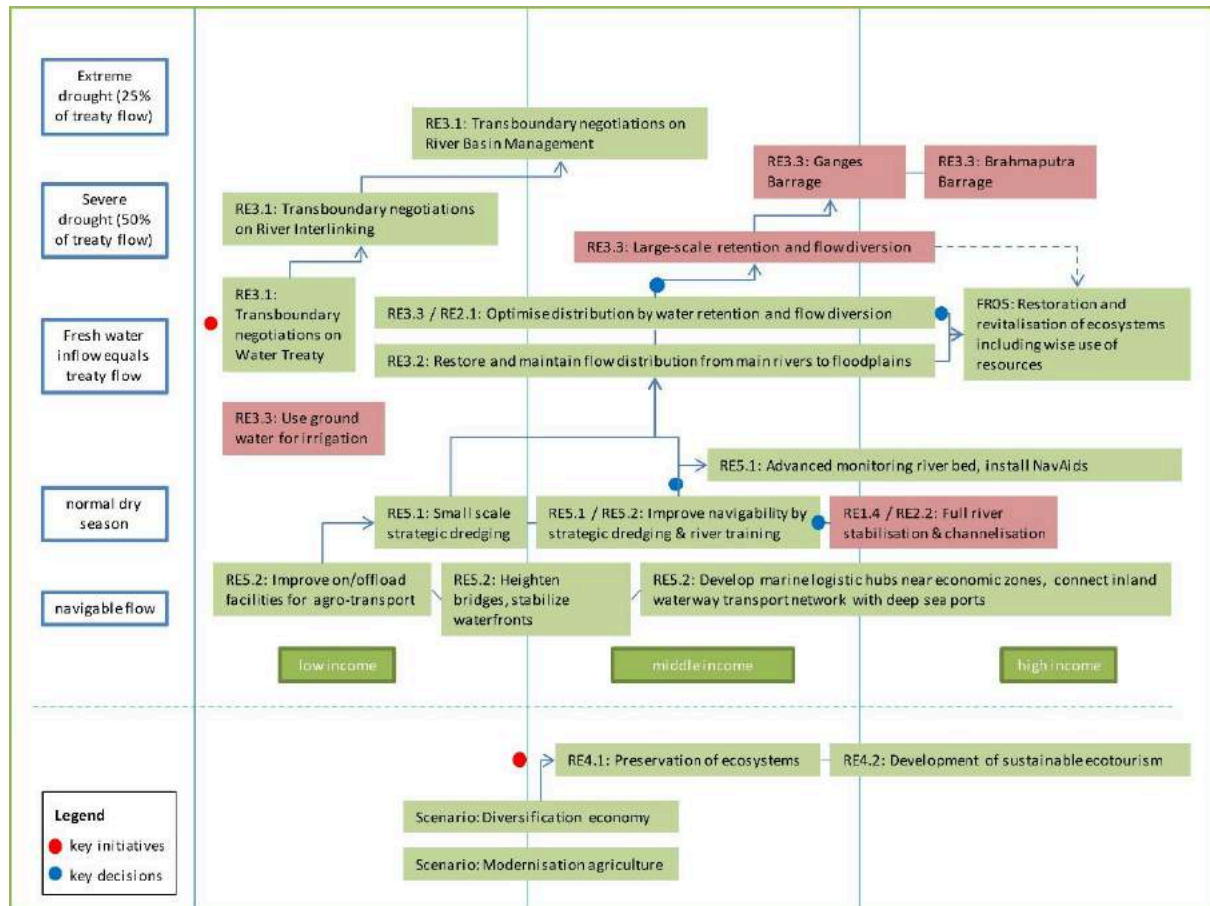 Extreme
drought (25%
of treaty flow)
Severe
drought (50%
of treaty flow)
Fresh water
inflow equals
treaty flow
normal dry
season
navigable flow
RE3.1: Transboundary negotiations on
River Basin Management
RE3.1: Transboundary negotiations
on River Interlinking
RE3.1:
Transboundary
negotiations on
Water Treaty
RE3.3: Ganges
Barrage
RE3.3: Brahmaputra
Barrage
RE3.3: Large-scale retention and flow diversion
RE3.3 / RE2.1: Optimise distribution by water retention and flow diversion
RE3.2: Restore and maintain flow distribution from main rivers to floodplains
FR05: Restoration and
revitalisation of ecosystems
including wise use of
resources
RE3.3: Use ground
water for irrigation
RE5.1: Advanced monitoring river bed, install NavAids
RE5.1: Small scale
strategic dredging
RE5.1 / RE5.2: Improve navigability by
strategic dredging & river training
RE1.4 / RE2.2: Full river
stabilisation & channelisation
RE5.2: Improve on/offload
facilities for agro-transport
RE5.2: Heighten
bridges, stabilize
waterfronts
RE5.2: Develop marine logistic hubs near economic zones, connect inland
waterway transport network with deep sea ports
low income
middle income
high income
RE4.1: Preservation of ecosystems
RE4.2: Development of sustainable ecotourism
Scenario: Diversification economy
Scenario: Modernisation agriculture
Legend
key initiatives
key decisions